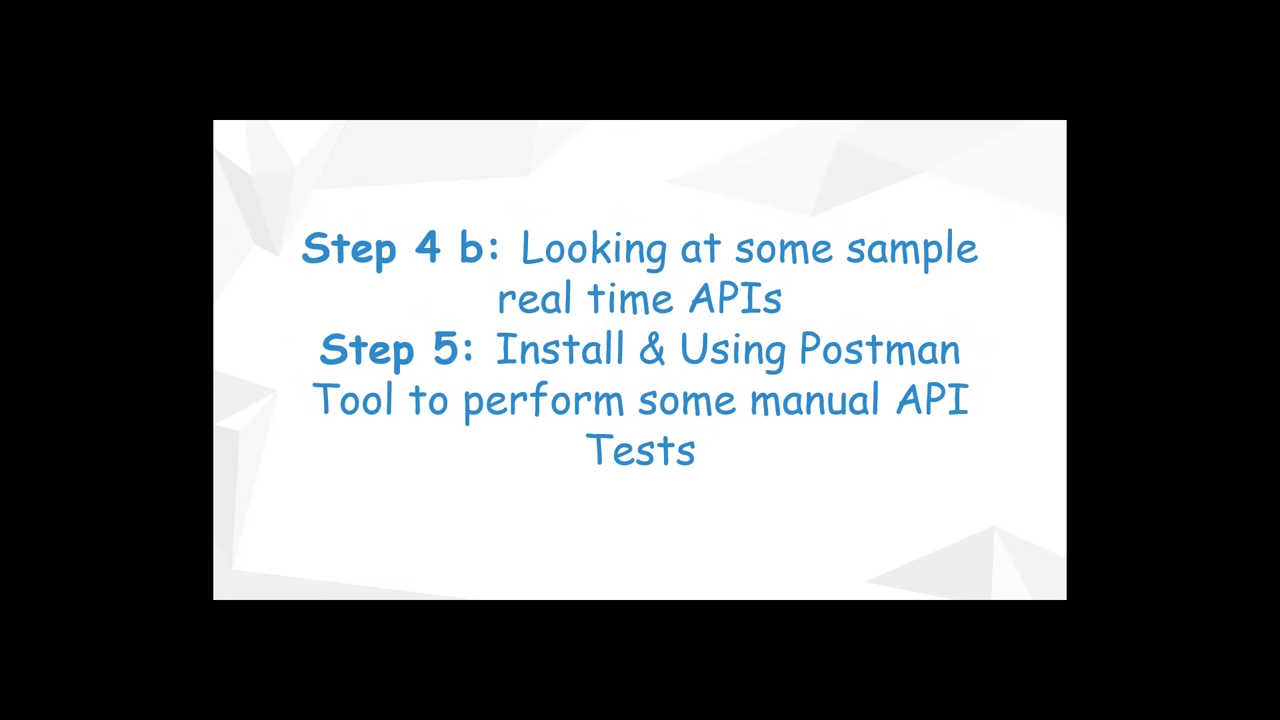 Step 4 b: Looking at some sample
real time APIs
Step 5: Install & Using Postman
Tool to perform some manual API
Tests